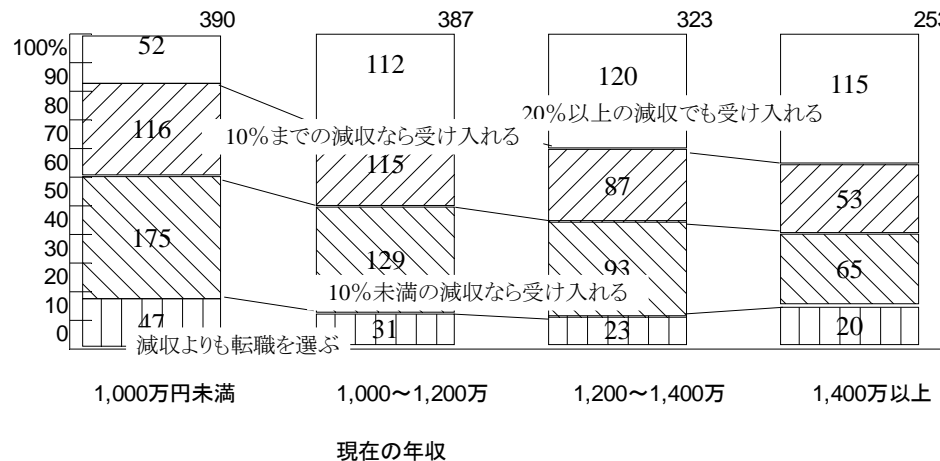 390 387 323 253
100%
90
80
70
60
50
40
30
20
10
0
52 112 120 115
20%以上の減収でも受け入れる
10%までの減収なら受け入れる
116 115 87 53
175 129 93 65
10%未満の減収なら受け入れる
47 31 23 20
減収よりも転職を選ぶ
1,000万円未満 1,000～1,200万 1,200～1,400万 1,400万以上
現在の年収